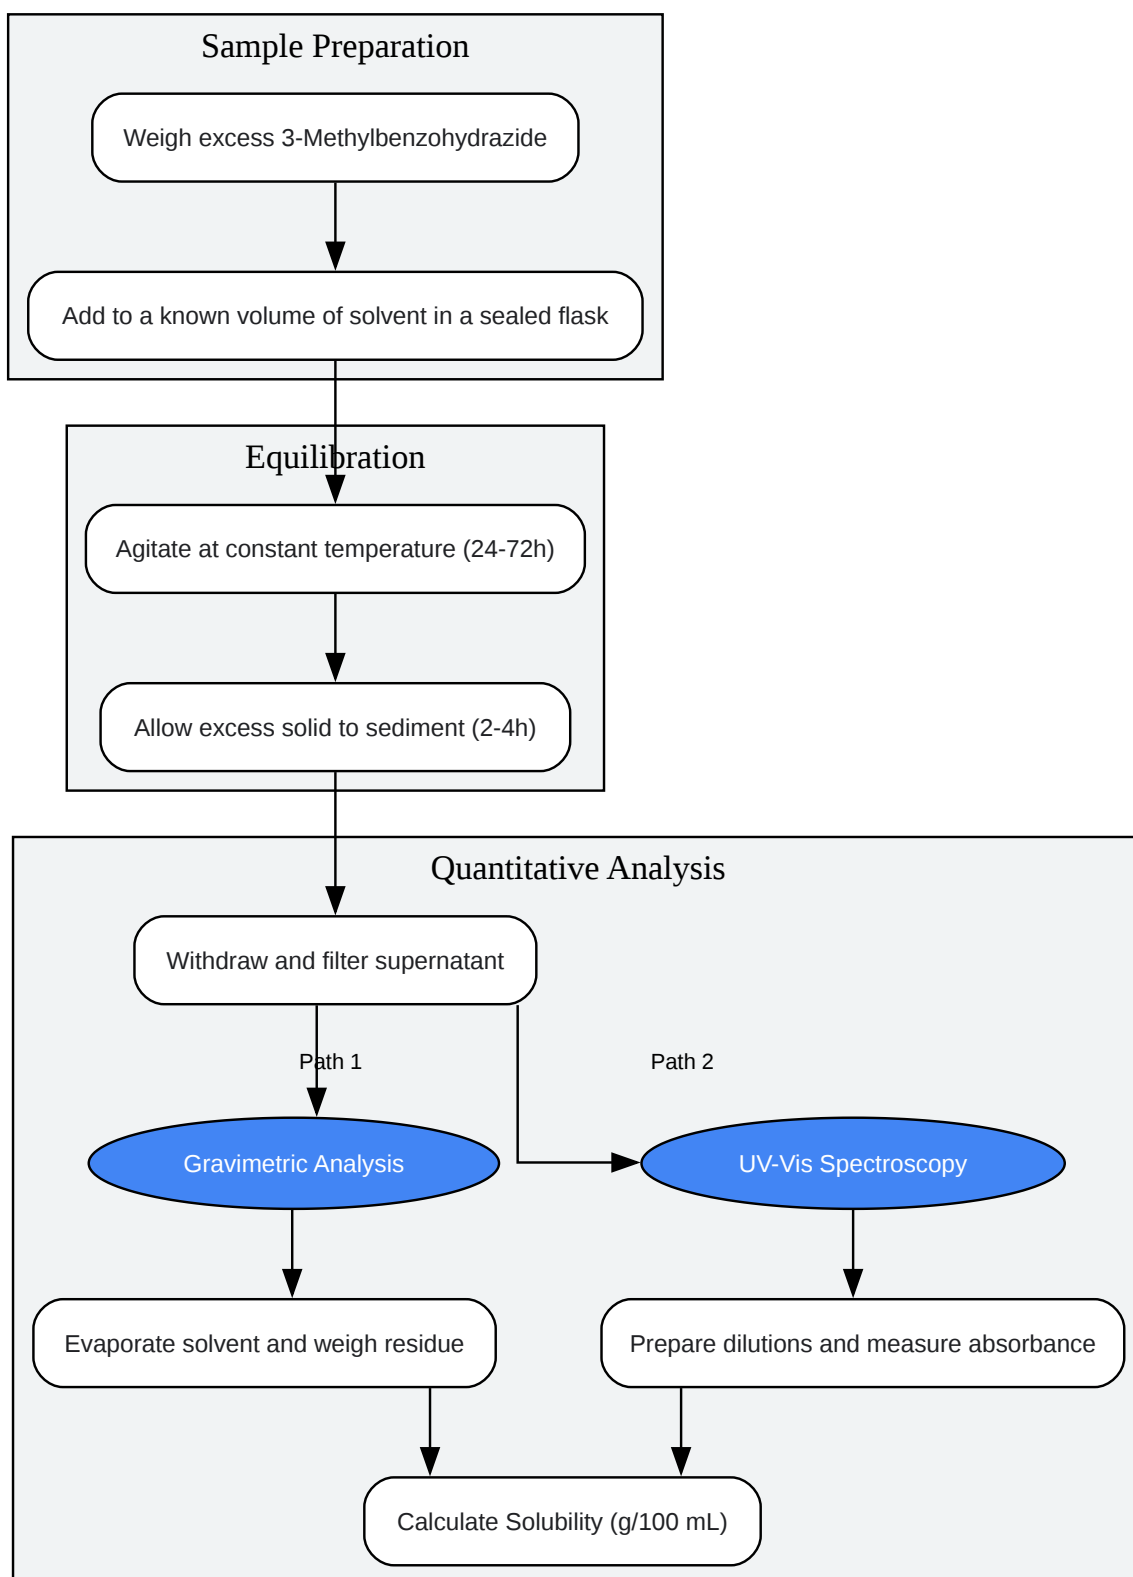 Sample Preparation
Weigh excess 3-Methylbenzohydrazide
Add to a known volume of solvent in a sealed flask
Equilibration
Agitate at constant temperature (24-72h)
Allow excess solid to sediment (2-4h)
Quantitative Analysis
Withdraw and filter supernatant
Path 1
Path 2
Gravimetric Analysis
UV-Vis Spectroscopy
Evaporate solvent and weigh residue
Prepare dilutions and measure absorbance
Calculate Solubility (g/100 mL)